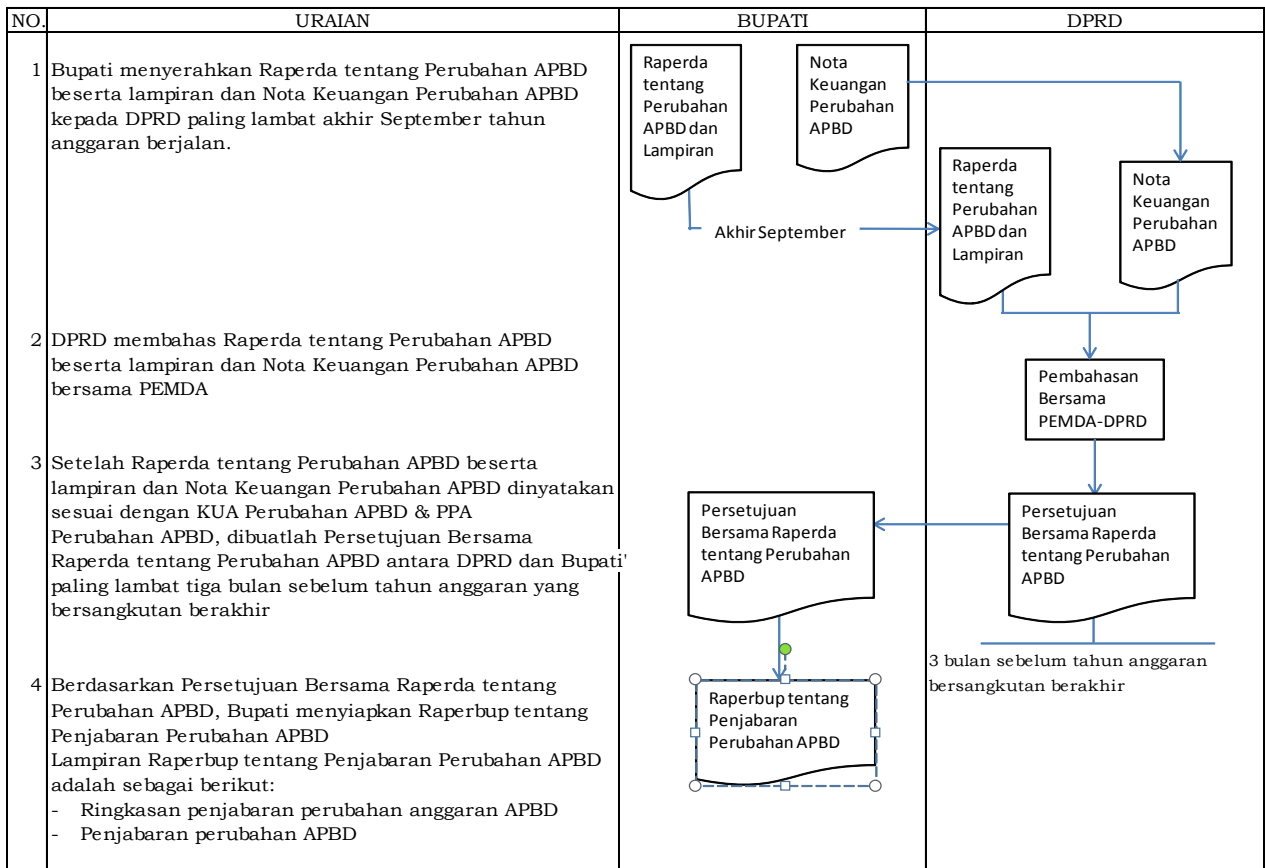 NO. URAIAN BUPATI DPRD
1 Bupati menyerahkan Raperda tentang Perubahan APBD
beserta lampiran dan Nota Keuangan Perubahan APBD
kepada DPRD paling lambat akhir September tahun
anggaran berjalan.
Raperda
tentang
Perubahan
APBD dan
Lampiran
Nota
Keuangan
Perubahan
APBD
Akhir September
Raperda
tentang
Perubahan
APBD dan
Lampiran
Nota
Keuangan
Perubahan
APBD
2 DPRD membahas Raperda tentang Perubahan APBD
beserta lampiran dan Nota Keuangan Perubahan APBD
bersama PEMDA
Pembahasan
Bersama
PEMDA-DPRD
3 Setelah Raperda tentang Perubahan APBD beserta
lampiran dan Nota Keuangan Perubahan APBD dinyatakan
sesuai dengan KUA Perubahan APBD & PPA
Perubahan APBD, dibuatlah Persetujuan Bersama
Raperda tentang Perubahan APBD antara DPRD dan Bupati'
paling lambat tiga bulan sebelum tahun anggaran yang
bersangkutan berakhir
Persetujuan
Bersama Raperda
tentang Perubahan
APBD
Persetujuan
Bersama Raperda
tentang Perubahan
APBD
3 bulan sebelum tahun anggaran
bersangkutan berakhir
4 Berdasarkan Persetujuan Bersama Raperda tentang
Perubahan APBD, Bupati menyiapkan Raperbup tentang
Penjabaran Perubahan APBD
Lampiran Raperbup tentang Penjabaran Perubahan APBD
adalah sebagai berikut:
- Ringkasan penjabaran perubahan anggaran APBD
- Penjabaran perubahan APBD
Raperbup tentang
Penjabaran
Perubahan APBD